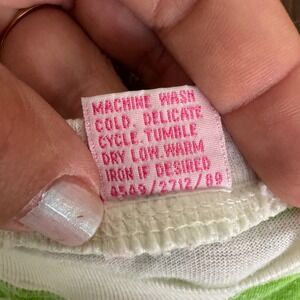 MACHINE WASH
COLD. DELICATE
CYCLE. TUMBLE
DRY LOW. WARM
IRON IF DESIRED
4549/2712/89